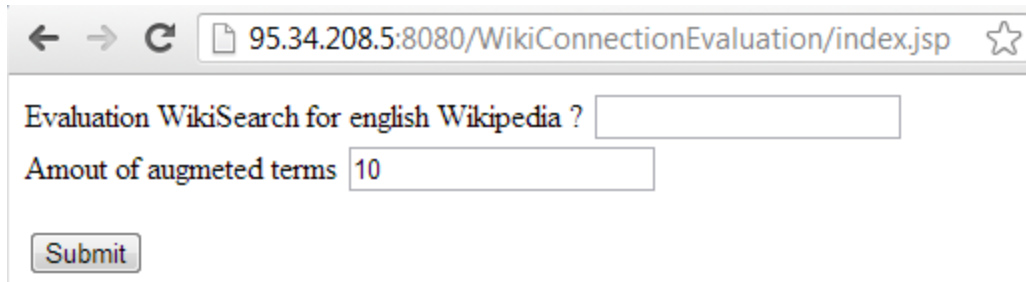 95.34.208.5:8080/WikiConnectionEvaluation/index.jsp
Evaluation WikiSearch for english Wikipedia ?
Amout of augmeted terms 10
Submit